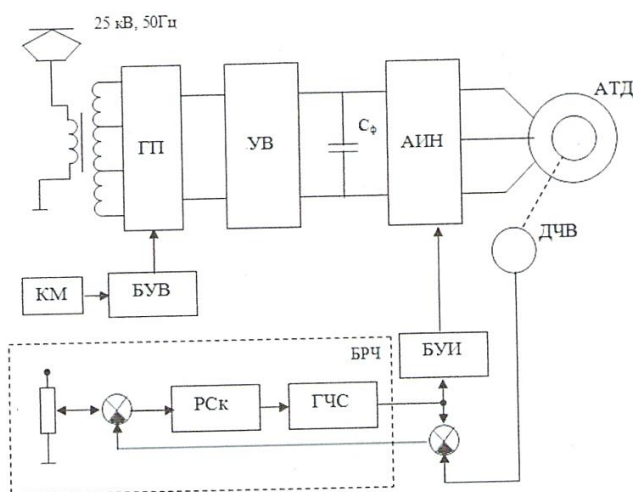 25 кВ, 50Гц
АТД
ГП
УВ
Сф
АИН
ДЧВ
КМ
БУВ
БРЧ
БУИ
РСк
ГЧС